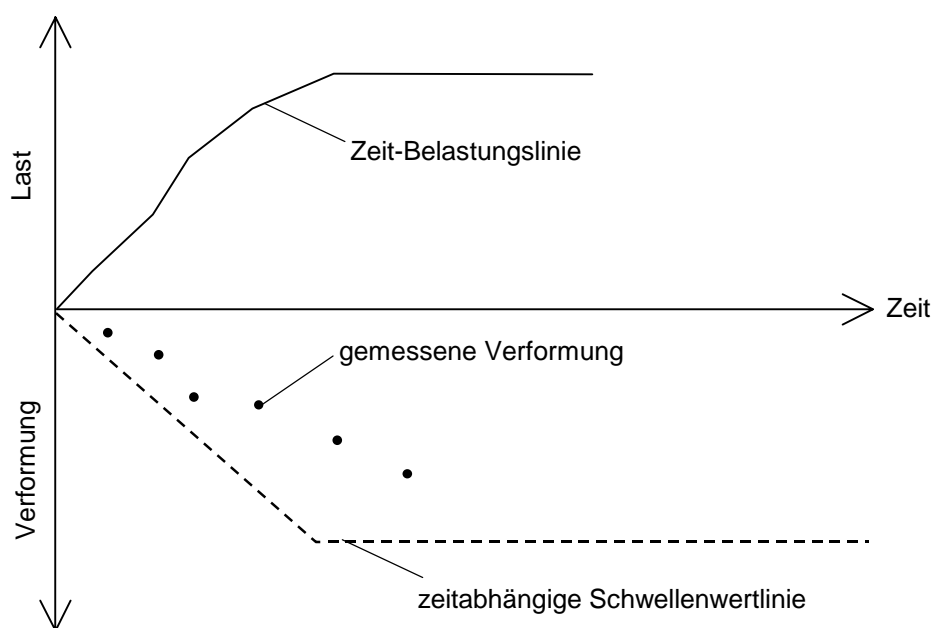 Last
Zeit-Belastungslinie
Zeit
gemessene Verformung
Verformung
zeitabhängige Schwellenwertlinie